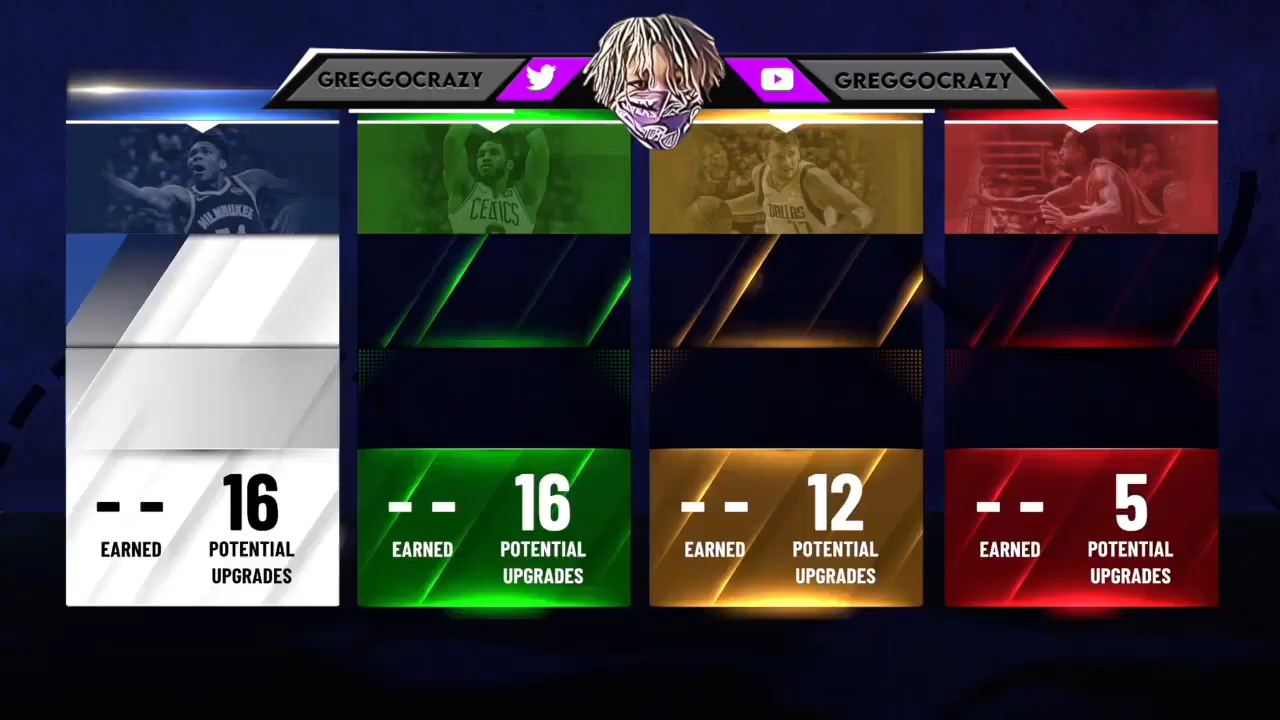 GREGGOCRAZY
GREGGOCRAZY
MILWAUKEE
CELTICS
DALLAS
- - 16
EARNED POTENTIAL
UPGRADES
- - 16
EARNED POTENTIAL
UPGRADES
- - 12
EARNED POTENTIAL
UPGRADES
- - 5
EARNED POTENTIAL
UPGRADES